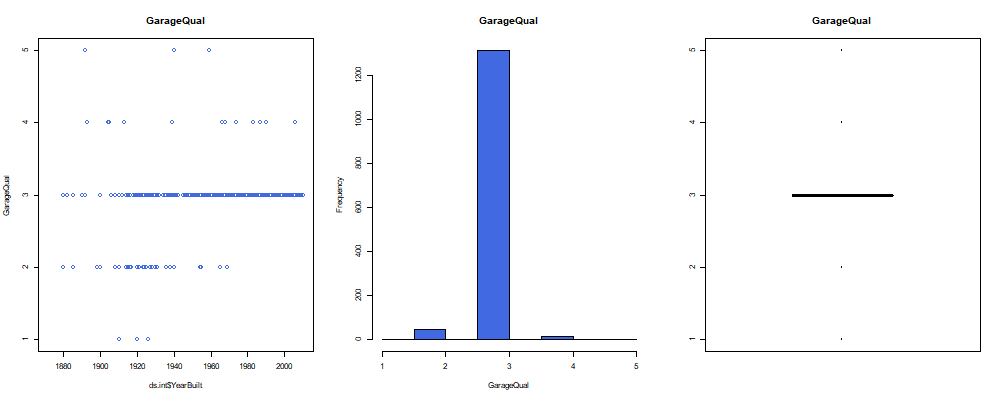 GarageQual
GarageQual
1 2 3 4 5
1880 1900 1920 1940 1960 1980 2000
ds.int$YearBuilt
GarageQual
Frequency
0 200 400 600 800 1000 1200
1 2 3 4 5
GarageQual
GarageQual
1 2 3 4 5